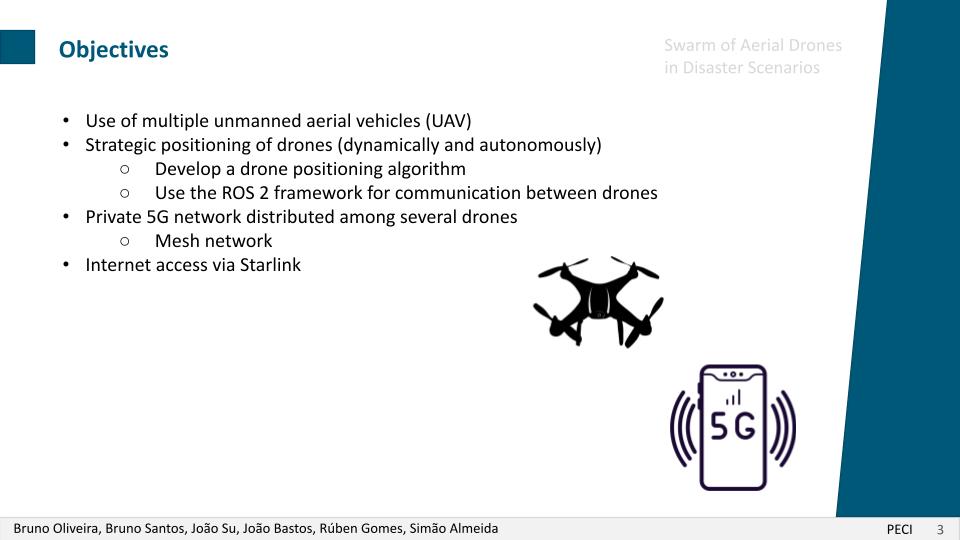 Objectives
Swarm of Aerial Drones
in Disaster Scenarios
• Use of multiple unmanned aerial vehicles (UAV)
• Strategic positioning of drones (dynamically and autonomously)
○ Develop a drone positioning algorithm
○ Use the ROS 2 framework for communication between drones
• Private 5G network distributed among several drones
○ Mesh network
• Internet access via Starlink
5G
Bruno Oliveira, Bruno Santos, João Su, João Bastos, Rúben Gomes, Simão Almeida
PECI 3